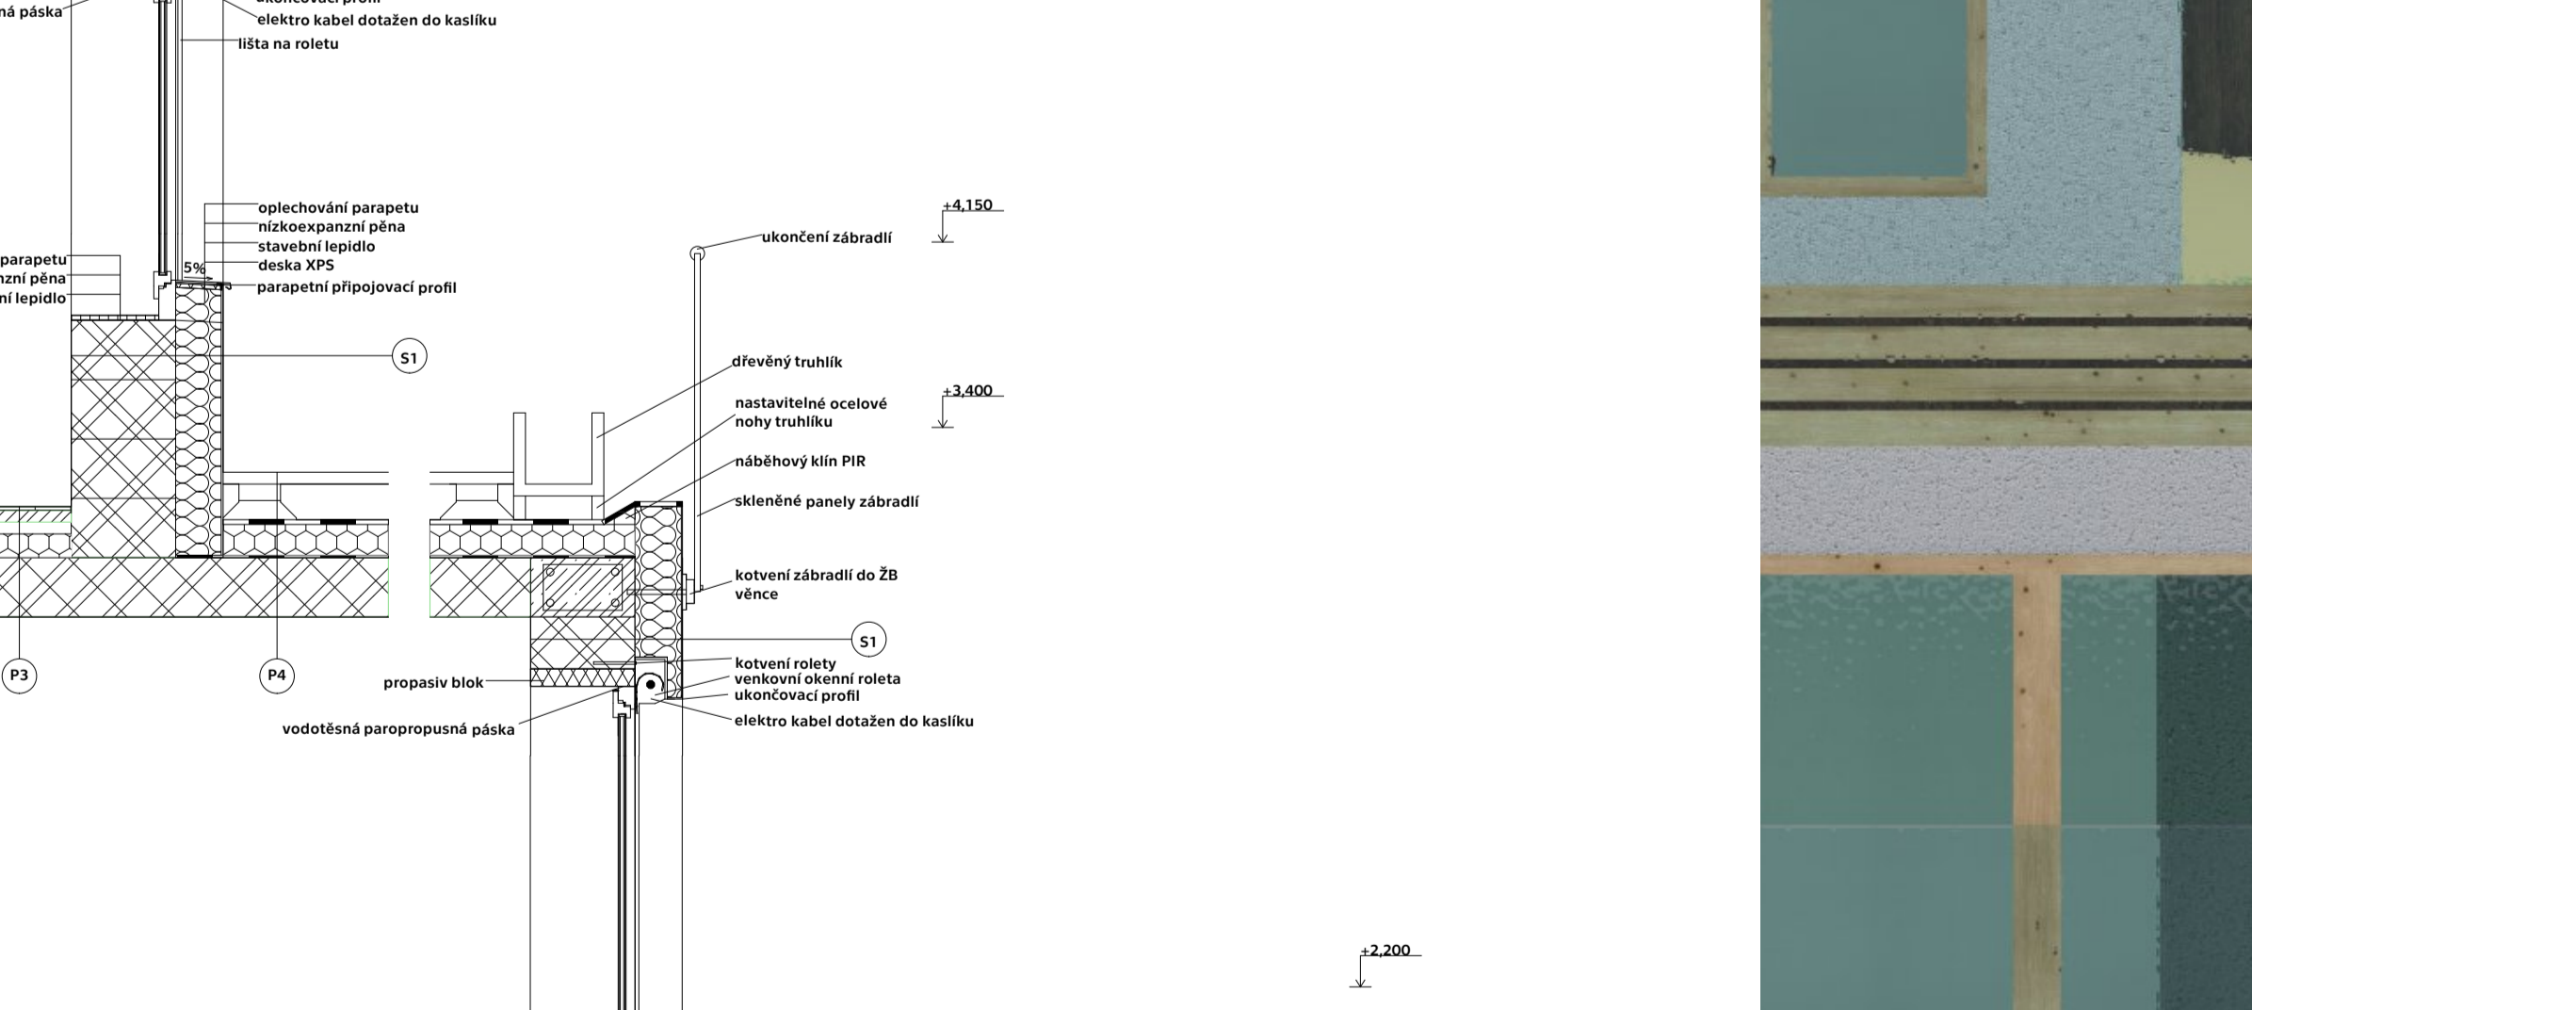 ná páska
elektro kabel dotažen do kaslíku
lišta na roletu
oplechování parapetu
nízkoexpanzní pěna
stavební lepidlo
deska XPS
parapetní připojovací profil
5%
parapetu
nzní pěna
ní lepidlo
S1
+4,150
ukončení zábradlí
dřevěný truhlík
+3,400
nastavitelné ocelové
nohy truhlíku
náběhový klín PIR
skleněné panely zábradlí
kotvení zábradlí do ŽB
věnce
S1
P3
P4
propasiv blok
kotvení rolety
venkovní okenní roleta
ukončovací profil
elektro kabel dotažen do kaslíku
vodotěsná paropropusná páska
+2,200